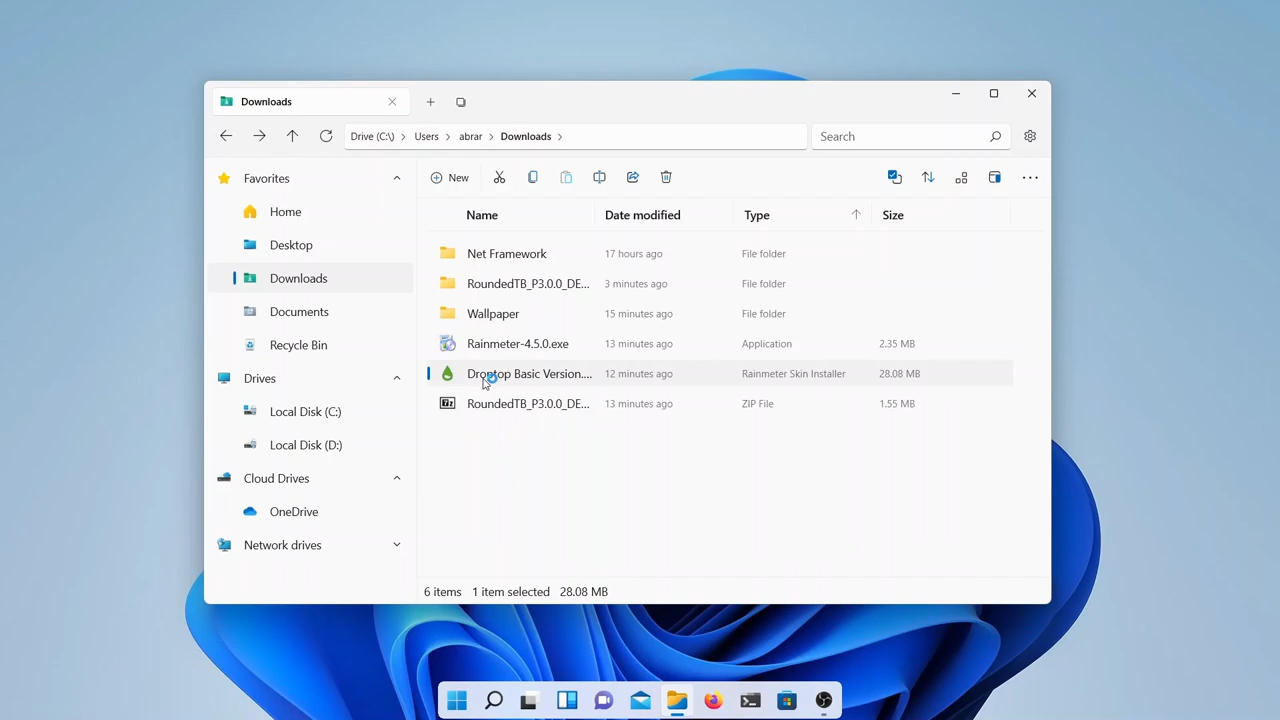 Downloads
Drive (C:\) Users abrar Downloads
Search
Favorites
Home
Desktop
Downloads
Documents
Recycle Bin
Drives
Local Disk (C:)
Local Disk (D:)
Cloud Drives
OneDrive
Network drives
New
Name Date modified Type Size
Net Framework 17 hours ago File folder
RoundedTB_P3.0.0_DE... 3 minutes ago File folder
Wallpaper 15 minutes ago File folder
Rainmeter-4.5.0.exe 13 minutes ago Application 2.35 MB
Droptop Basic Version.... 12 minutes ago Rainmeter Skin Installer 28.08 MB
RoundedTB_P3.0.0_DE... 13 minutes ago ZIP File 1.55 MB
6 items 1 item selected 28.08 MB